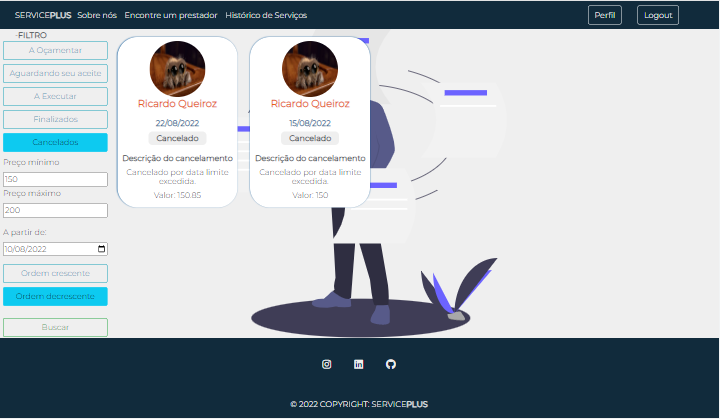 SERVICEPLUS Sobre nós Encontre um prestador Histórico de Serviços Perfil Logout
-FILTRO
A Orçamentar
Aguardando seu aceite
A Executar
Finalizados
Cancelados
Preço mínimo
150
Preço máximo
200
A partir de:
10/08/2022
Ordem crescente
Ordem decrescente
Buscar
Ricardo Queiroz
22/08/2022
Cancelado
Descrição do cancelamento
Cancelado por data limite
excedida.
Valor: 150.85
Ricardo Queiroz
15/08/2022
Cancelado
Descrição do cancelamento
Cancelado por data limite
excedida.
Valor: 150
© 2022 COPYRIGHT: SERVICEPLUS